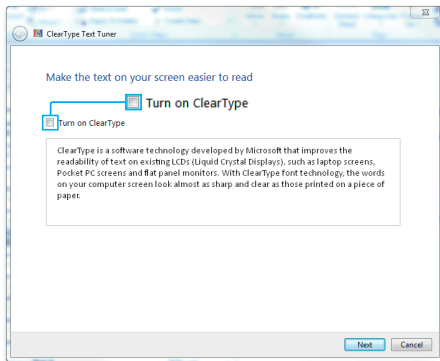 ClearType Text Tuner
Make the text on your screen easier to read
Turn on ClearType
Turn on ClearType
ClearType is a software technology developed by Microsoft that improves the
readability of text on existing LCDs (Liquid Crystal Displays), such as laptop screens,
Pocket PC screens and flat panel monitors. With ClearType font technology, the words
on your computer screen look almost as sharp and clear as those printed on a piece of
paper.
Next Cancel